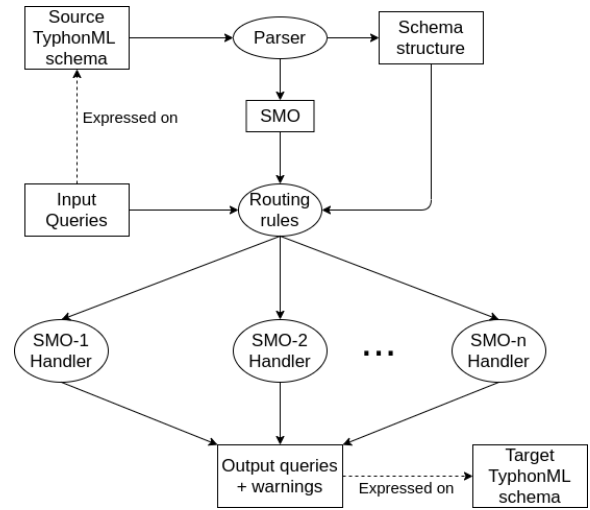 Source
TyphonML
schema
Parser
Schema
structure
Expressed on
SMO
Input
Queries
Routing
rules
SMO-1
Handler
SMO-2
Handler
...
SMO-n
Handler
Output queries
+ warnings
Expressed on
Target
TyphonML
schema